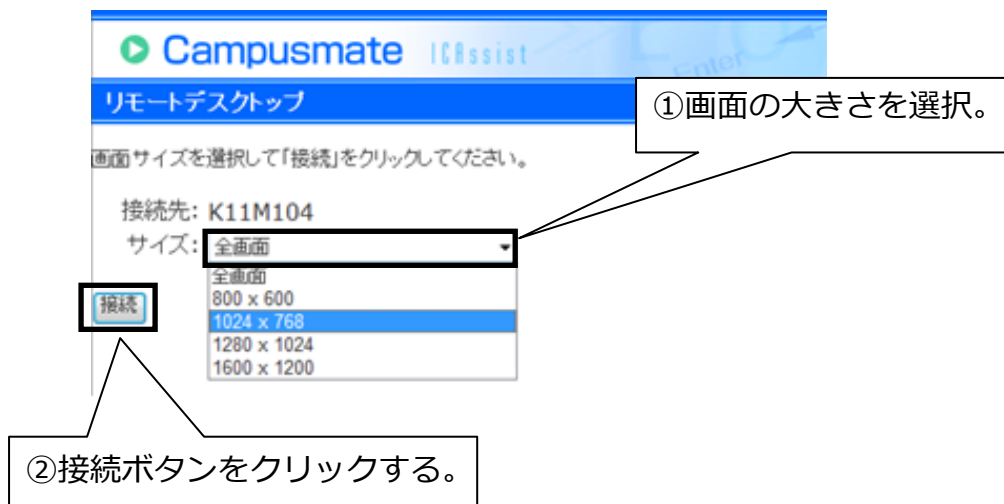 Campusmate ICAssist
Enter
リモートデスクトップ
①画面の大きさを選択。
画面サイズを選択して「接続」をクリックしてください。
接続先: K11M104
サイズ: 全画面
全画面
800 x 600
接続
1024 x 768
1280 x 1024
1600 x 1200
②接続ボタンをクリックする。